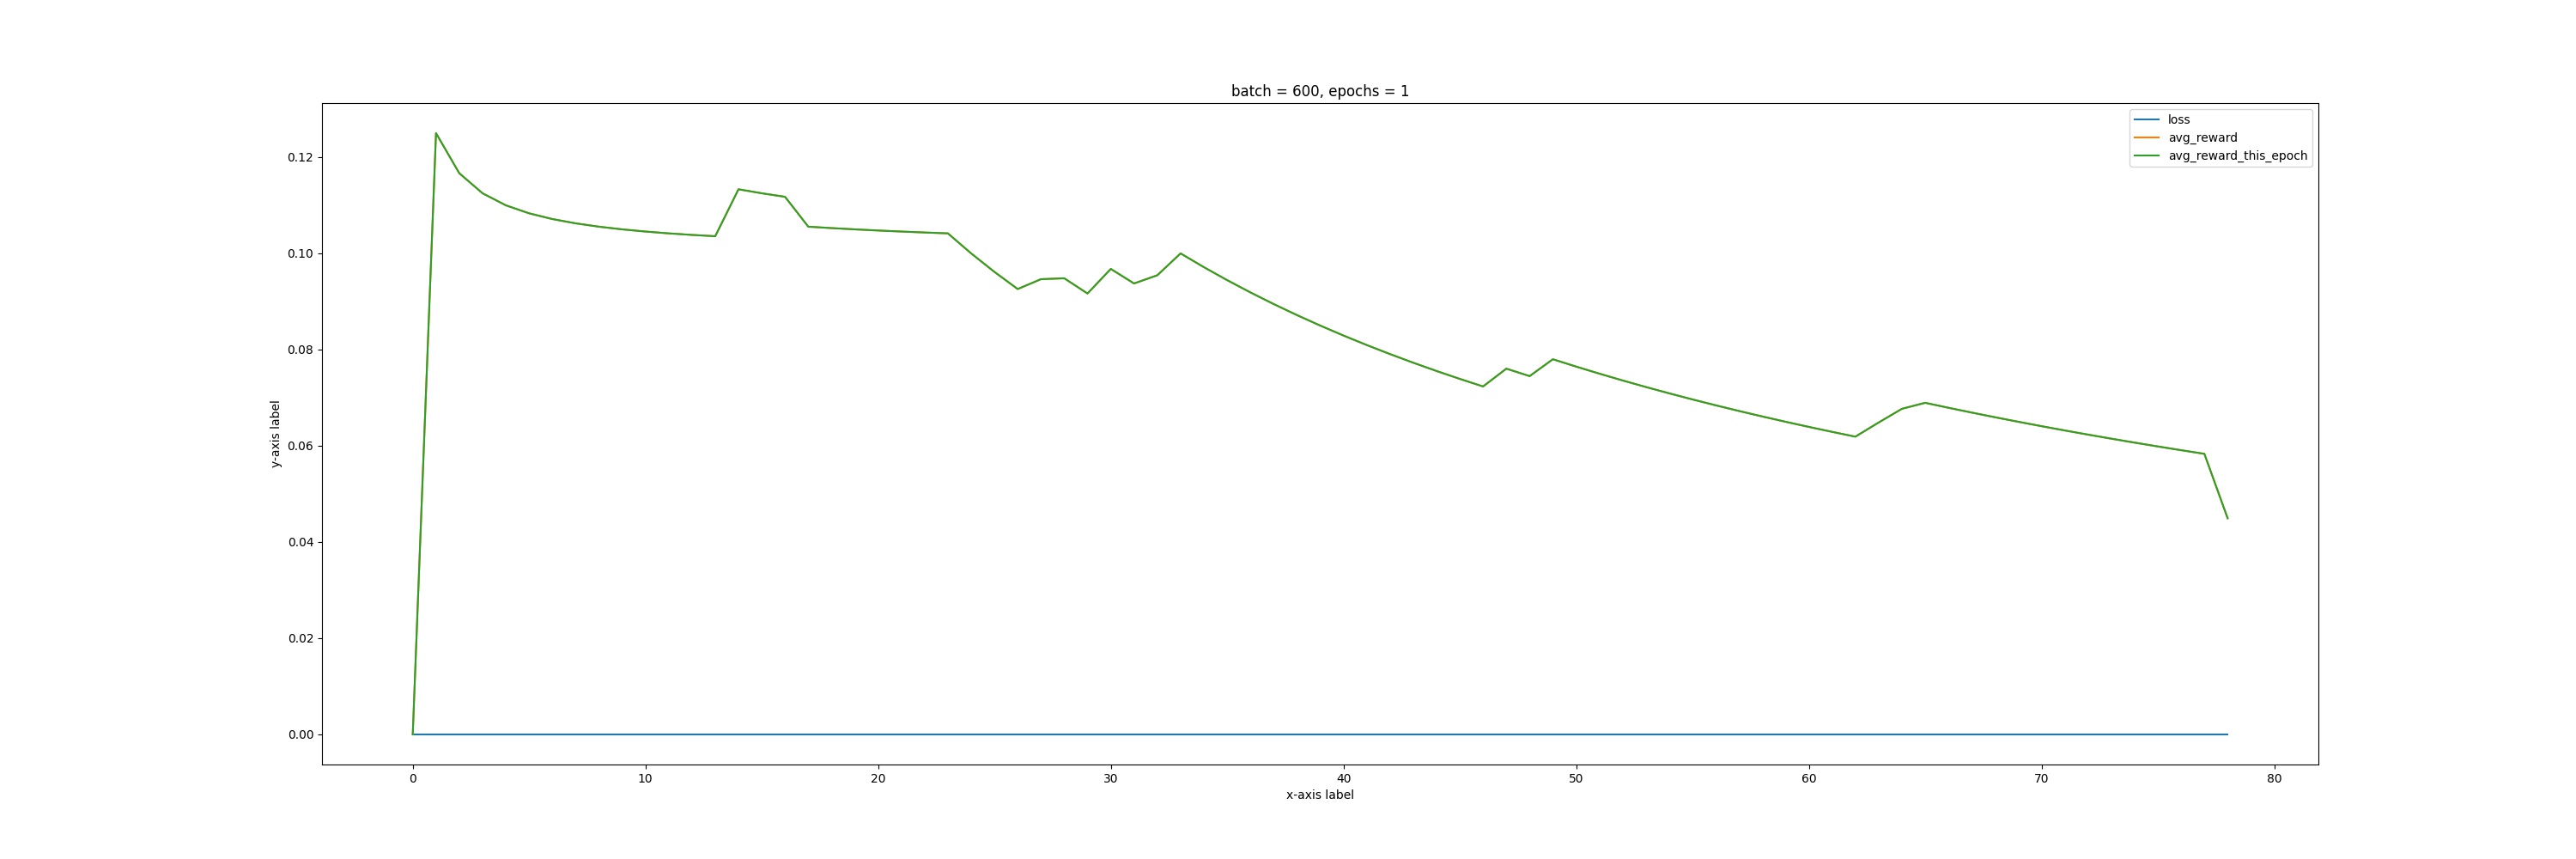 batch = 600, epochs = 1
loss
avg_reward
avg_reward_this_epoch
0.12
0.10
0.08
0.06
0.04
0.02
0.00
y-axis label
0 10 20 30 40 50 60 70 80
x-axis label